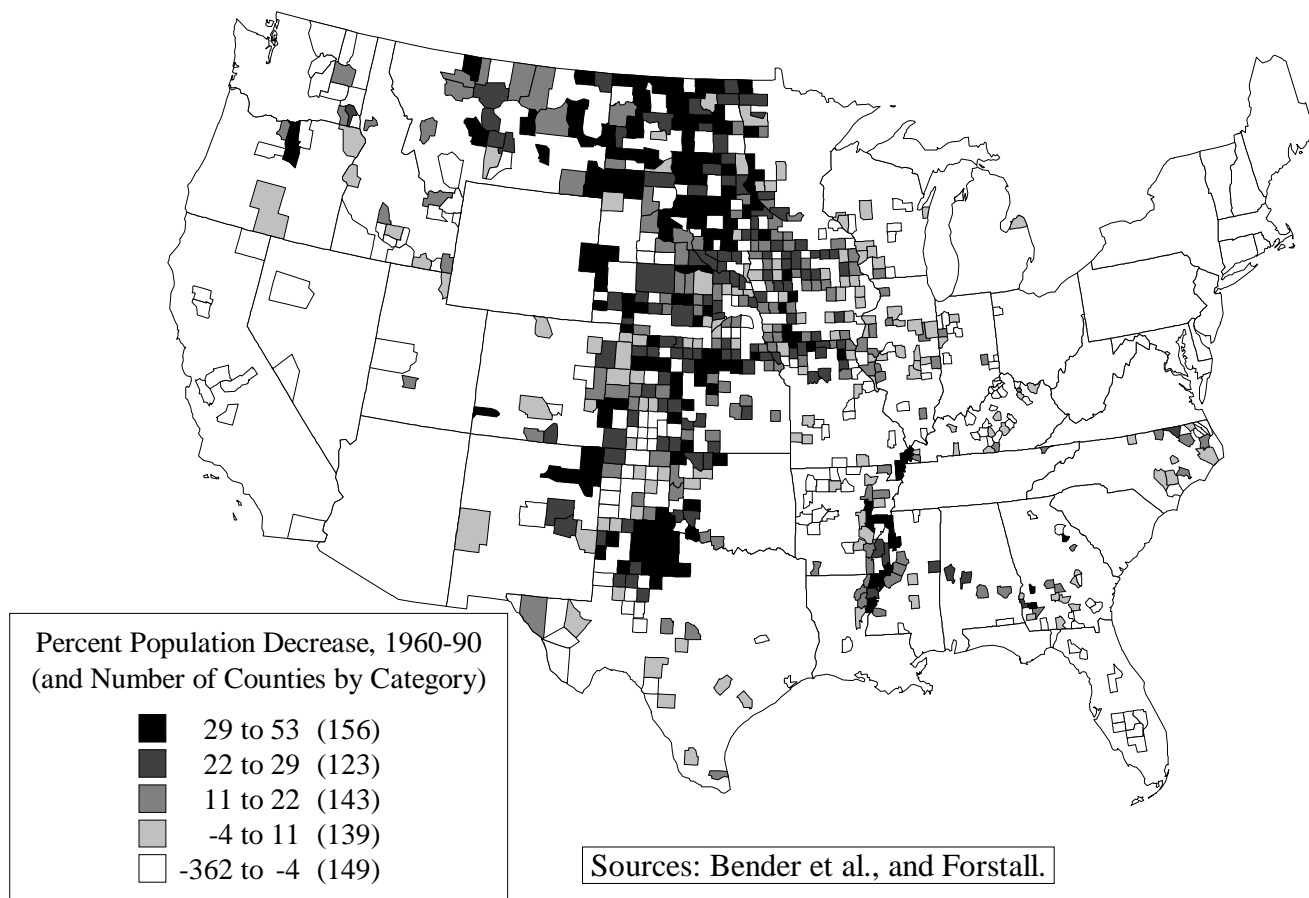 Percent Population Decrease, 1960-90
(and Number of Counties by Category)
29 to 53 (156)
22 to 29 (123)
11 to 22 (143)
-4 to 11 (139)
-362 to -4 (149)
Sources: Bender et al., and Forstall.